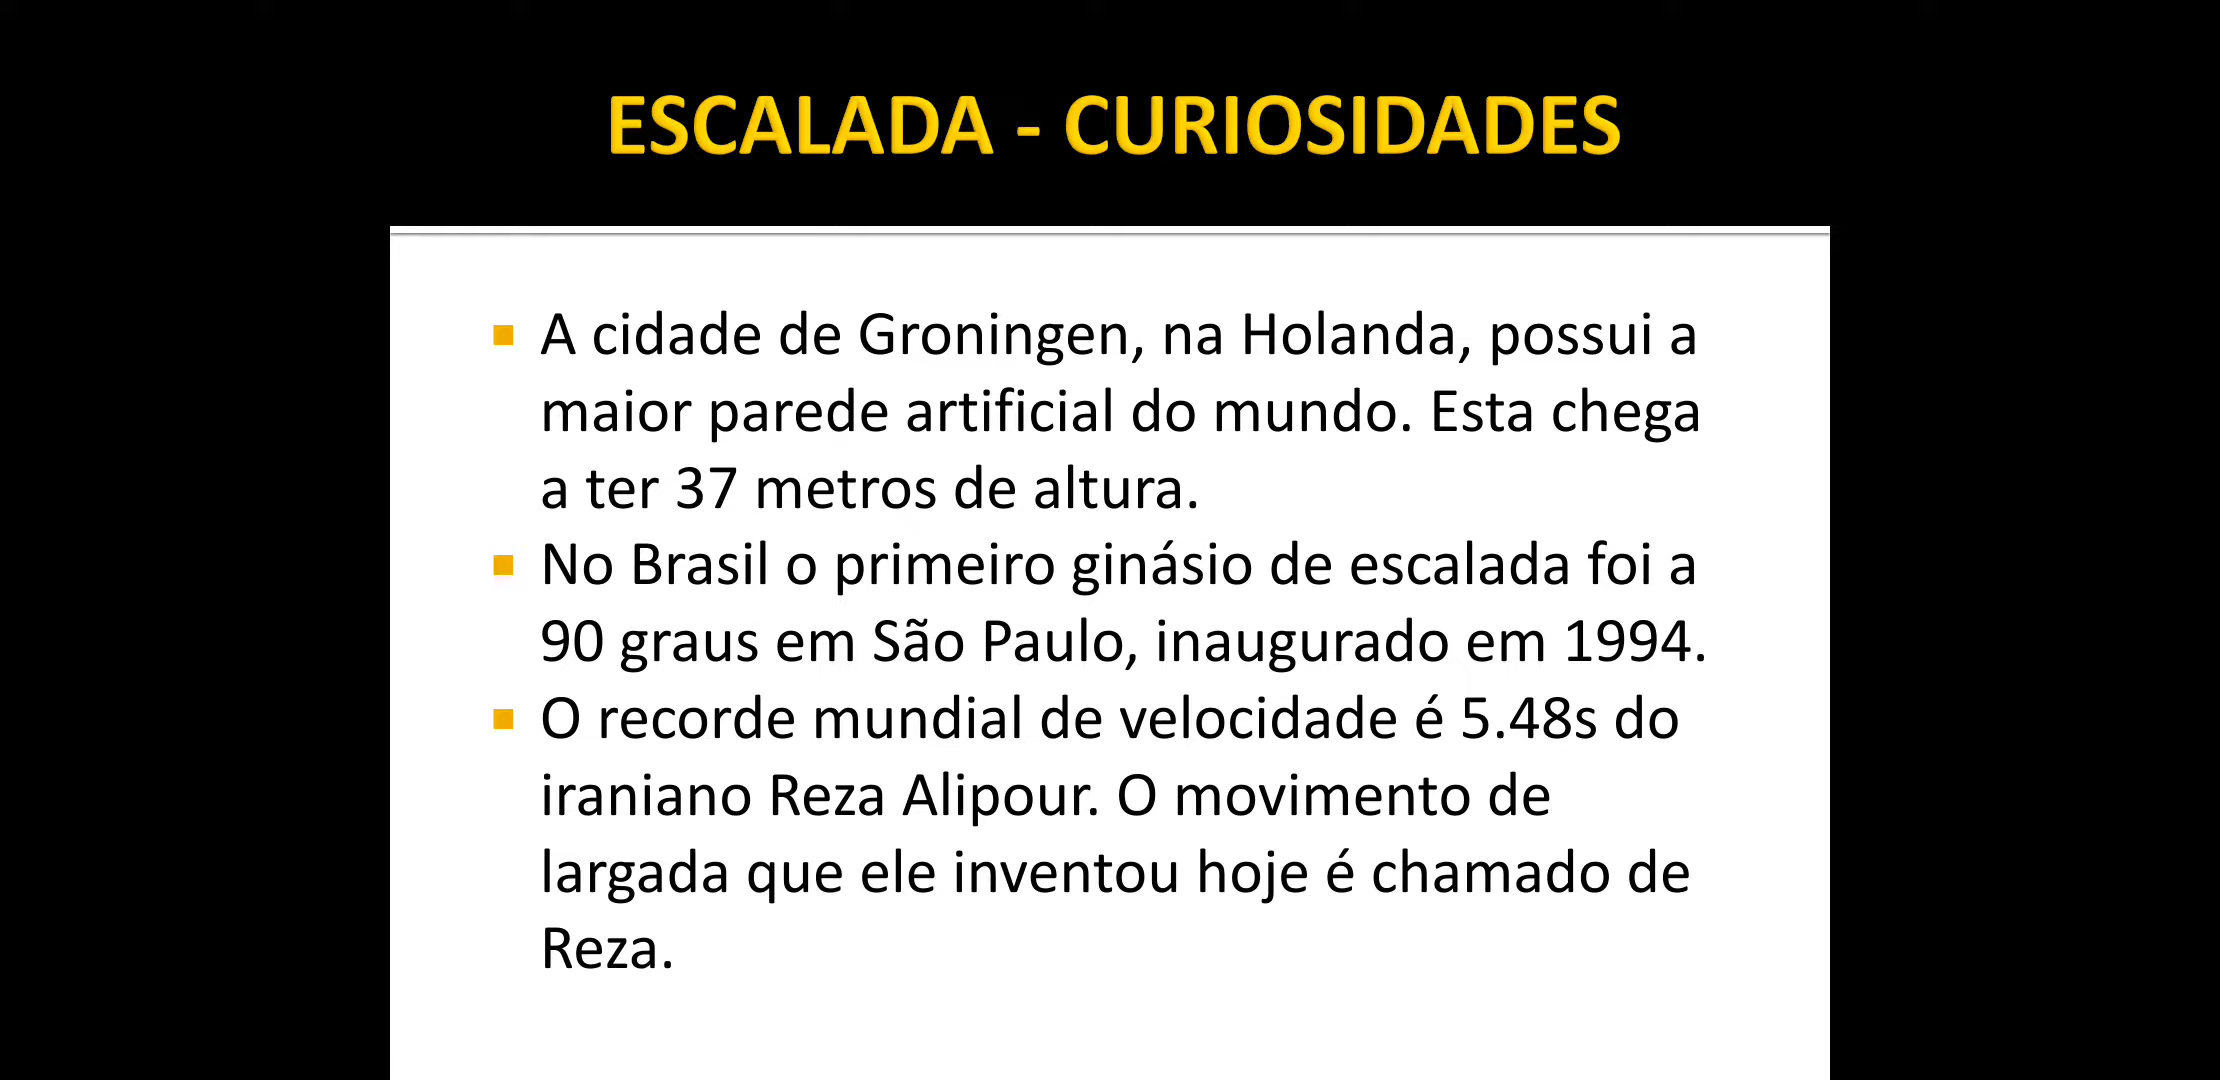 ESCALADA - CURIOSIDADES
▪ A cidade de Groningen, na Holanda, possui a
maior parede artificial do mundo. Esta chega
a ter 37 metros de altura.
▪ No Brasil o primeiro ginásio de escalada foi a
90 graus em São Paulo, inaugurado em 1994.
▪ O recorde mundial de velocidade é 5.48s do
iraniano Reza Alipour. O movimento de
largada que ele inventou hoje é chamado de
Reza.